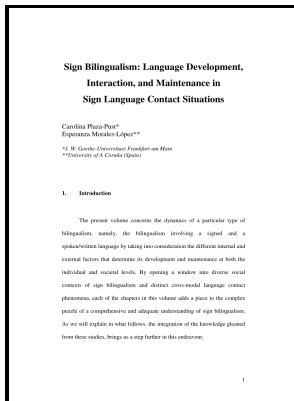 Sign Bilingualism: Language Development,
Interaction, and Maintenance in
Sign Language Contact Situations
Carolina Plaza-Pust*
Esperanza Morales-López**
*J. W. Goethe-Universitaet Frankfurt am Main
**University of A Coruña (Spain)
1. Introduction
The present volume concerns the dynamics of a particular type of
bilingualism, namely, the bilingualism involving a signed and a
spoken/written language by taking into consideration the different internal and
external factors that determine its development and maintenance at both the
individual and societal levels. By opening a window into diverse social
contexts of sign bilingualism and distinct cross-modal language contact
phenomena, each of the chapters in this volume adds a piece to the complex
puzzle of a comprehensive and adequate understanding of sign bilingualism.
As we will explain in what follows, the integration of the knowledge gleaned
from these studies, brings us a step further in this endeavour.
1